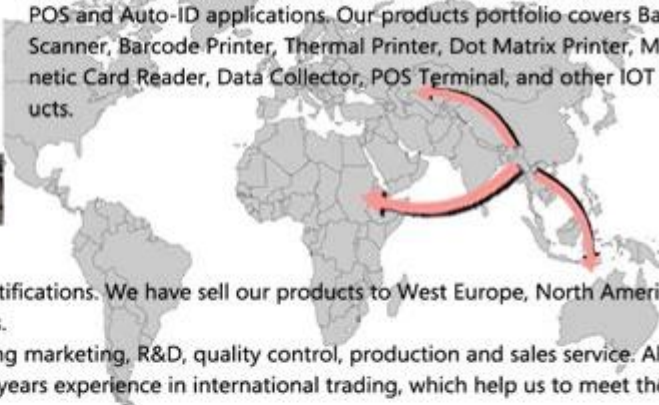 POS and Auto-ID applications. Our products portfolio covers Ba
Scanner, Barcode Printer, Thermal Printer, Dot Matrix Printer, M
netic Card Reader, Data Collector, POS Terminal, and other IOT
ucts.
tifications. We have sell our products to West Europe, North Ameri
s.
ng marketing, R&D, quality control, production and sales service. Al
years experience in international trading, which help us to meet the